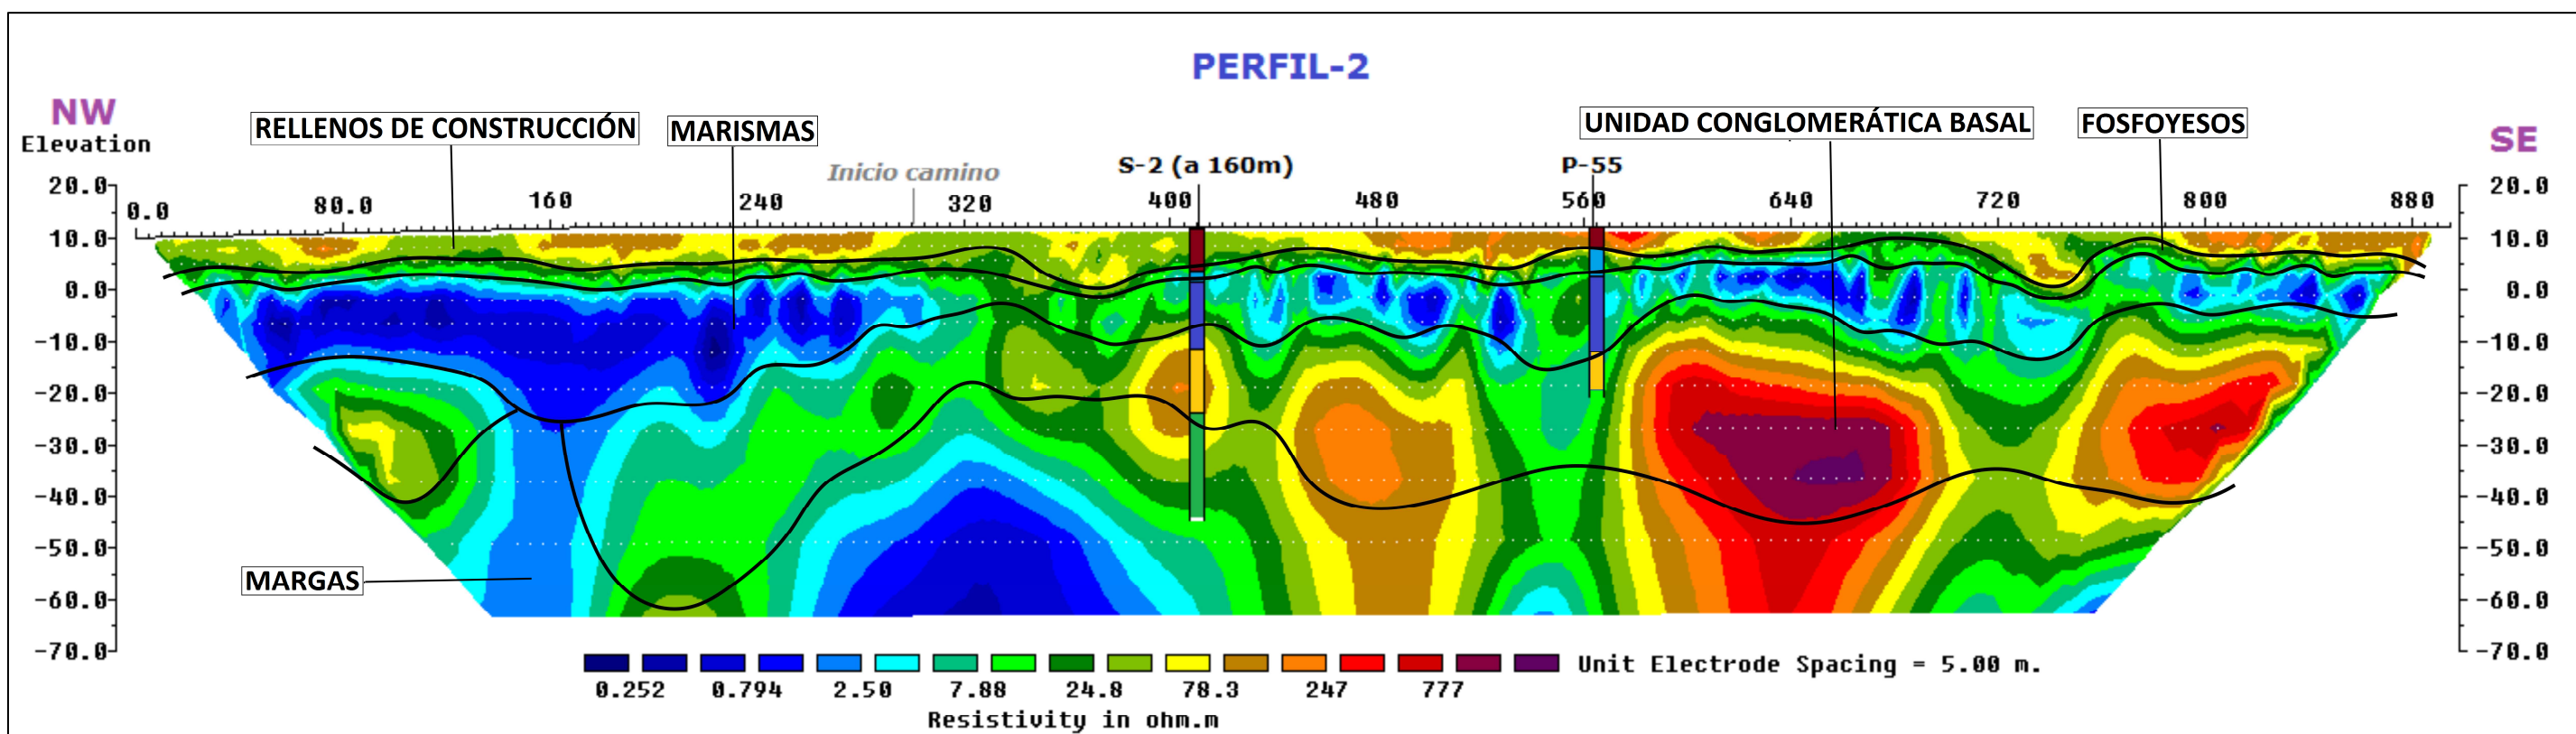 PERFIL-2
NW
Elevation
RELLENOS DE CONSTRUCCIÓN
MARISMAS
UNIDAD CONGLOMERÁTICA BASAL
FOSFOYESOS
SE
Inicio camino
S-2 (a 160m)
P-55
0.0 80.0 160 240 320 400 480 560 640 720 800 880
20.0 20.0
10.0 10.0
0.0 0.0
-10.0 -10.0
-20.0 -20.0
-30.0 -30.0
-40.0 -40.0
-50.0 -50.0
MARGAS
-60.0 -60.0
-70.0 -70.0
Unit Electrode Spacing = 5.00 m.
0.252 0.794 2.50 7.88 24.8 78.3 247 777
Resistivity in ohm.m